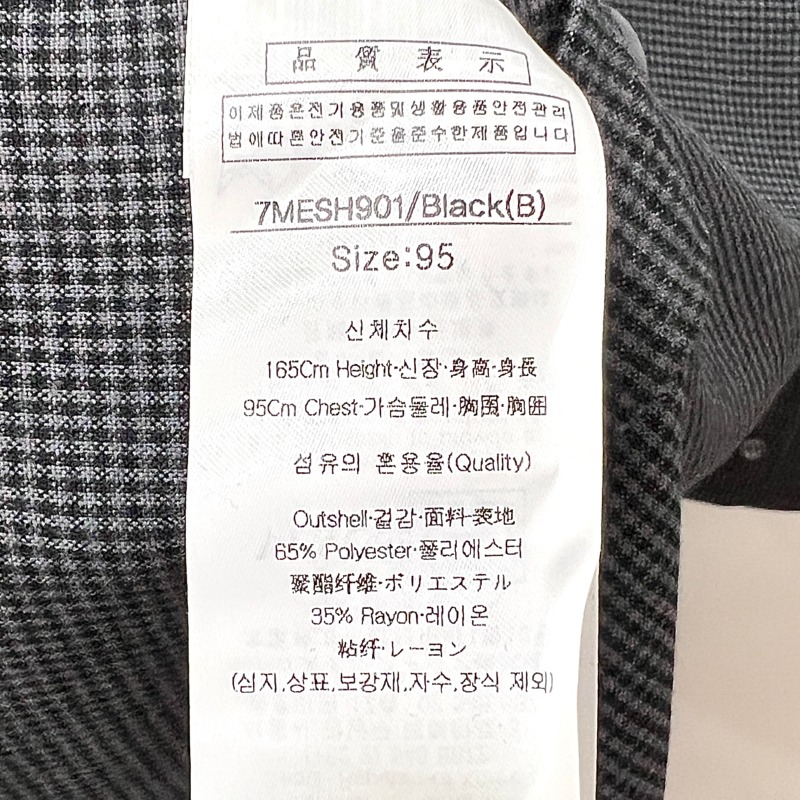 品質表示
이제품은전기용품및생활용품안전관리
법에따른안전기준을준수한제품입니다
7MESH901/Black(B)
Size:95
신체치수
165Cm Height·신장·身高·身長
95Cm Chest·가슴둘레·胸围·胸囲
섬유의 혼용율(Quality)
Outshell·겉감·面料·表地
65% Polyester·폴리에스터
聚酯纤维·ポリエステル
35% Rayon·레이온
粘纤·レーヨン
(심지,상표,보강재,자수,장식 제외)